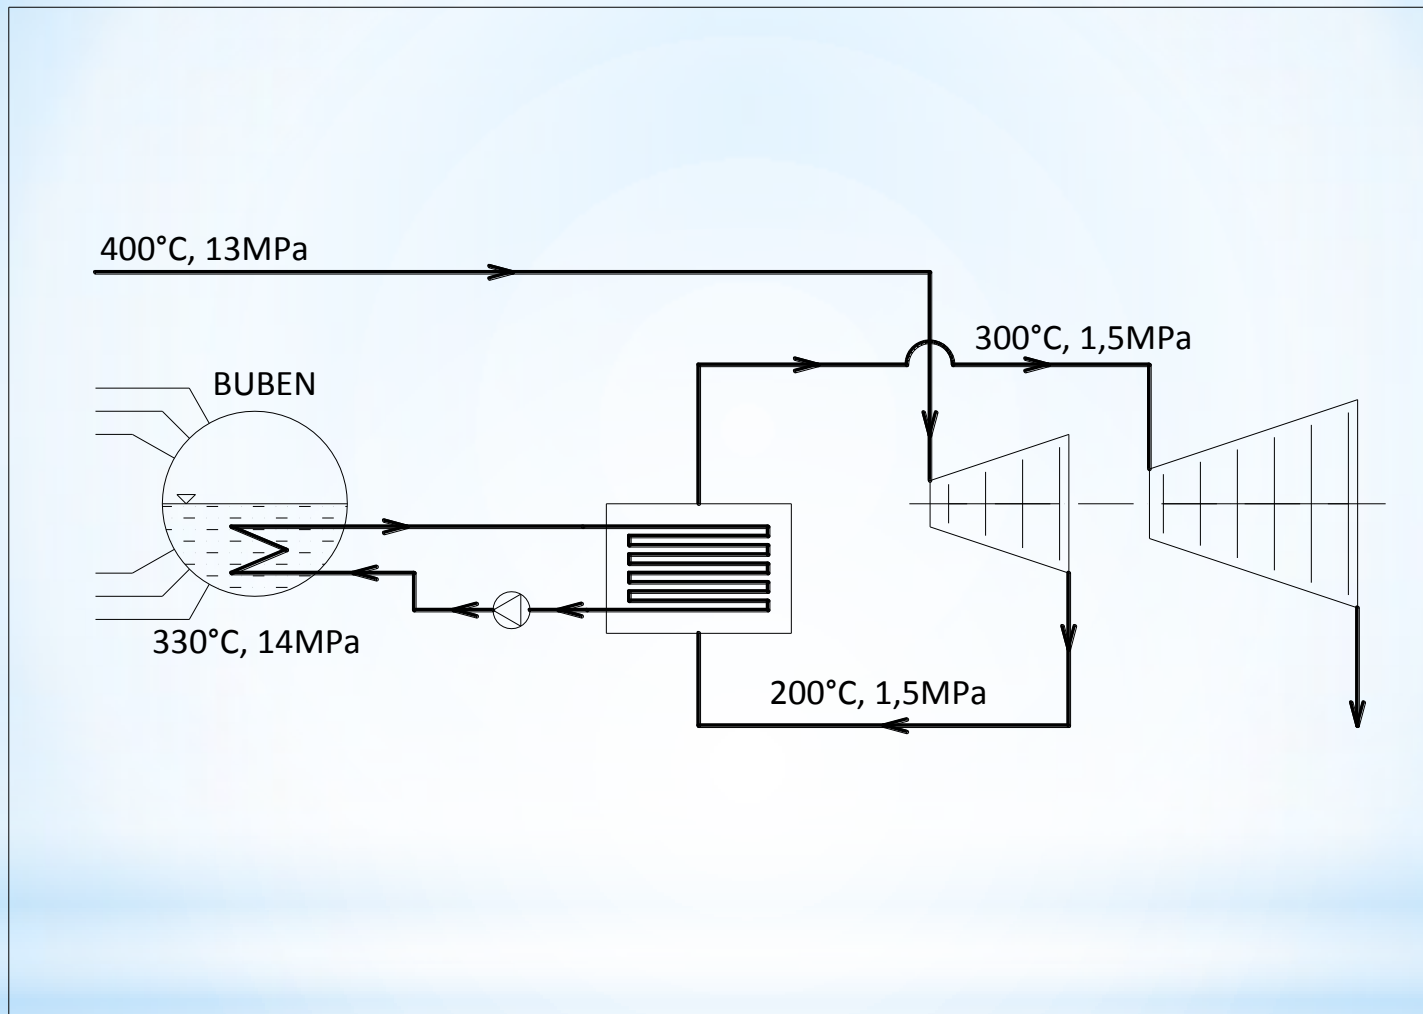 400°C, 13MPa
300°C, 1,5MPa
BUBEN
330°C, 14MPa
200°C, 1,5MPa